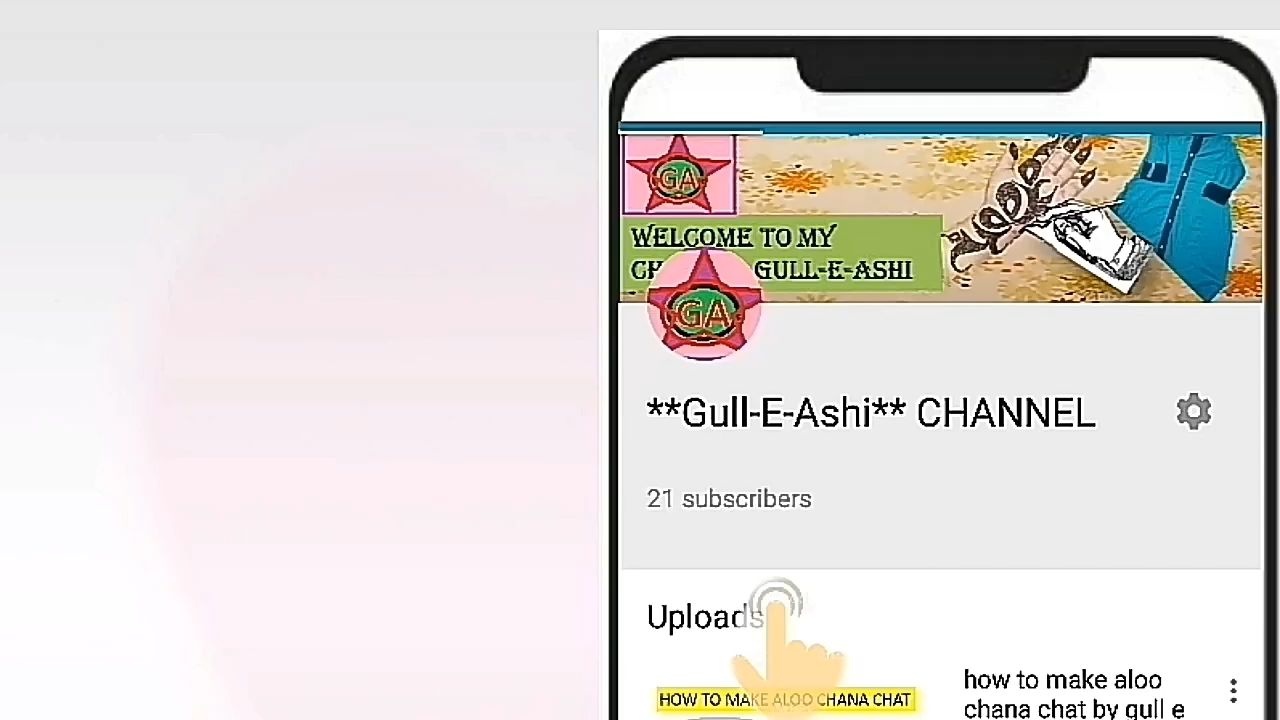 GA
WELCOME TO MY
GULL-E-ASHI
GA
**Gull-E-Ashi** CHANNEL
21 subscribers
Uploads
HOW TO MAKE ALOO CHANA CHAT
how to make aloo
chana chat by gull e